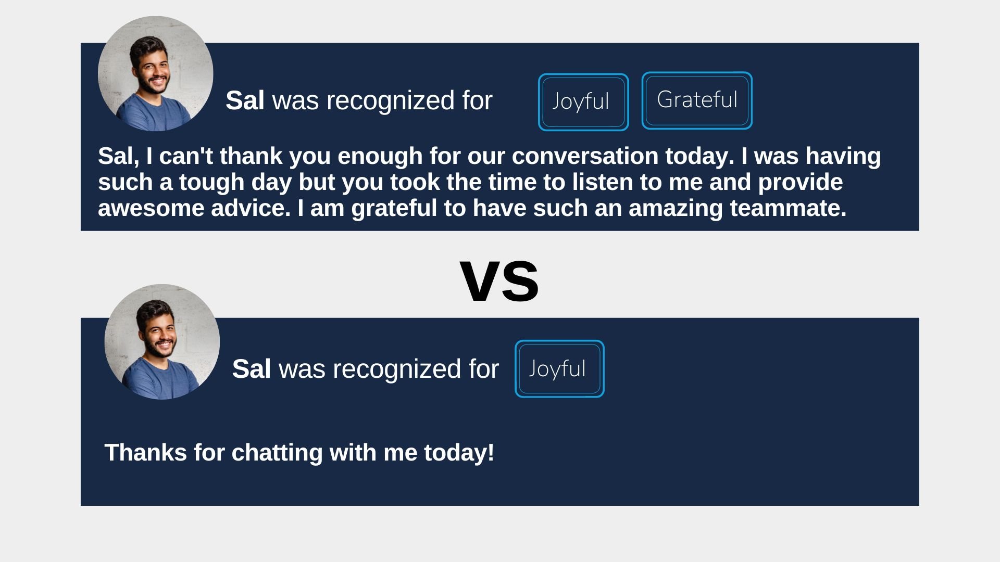 Sal was recognized for Joyful Grateful
Sal, I can't thank you enough for our conversation today. I was having
such a tough day but you took the time to listen to me and provide
awesome advice. I am grateful to have such an amazing teammate.
vs
Sal was recognized for Joyful
Thanks for chatting with me today!